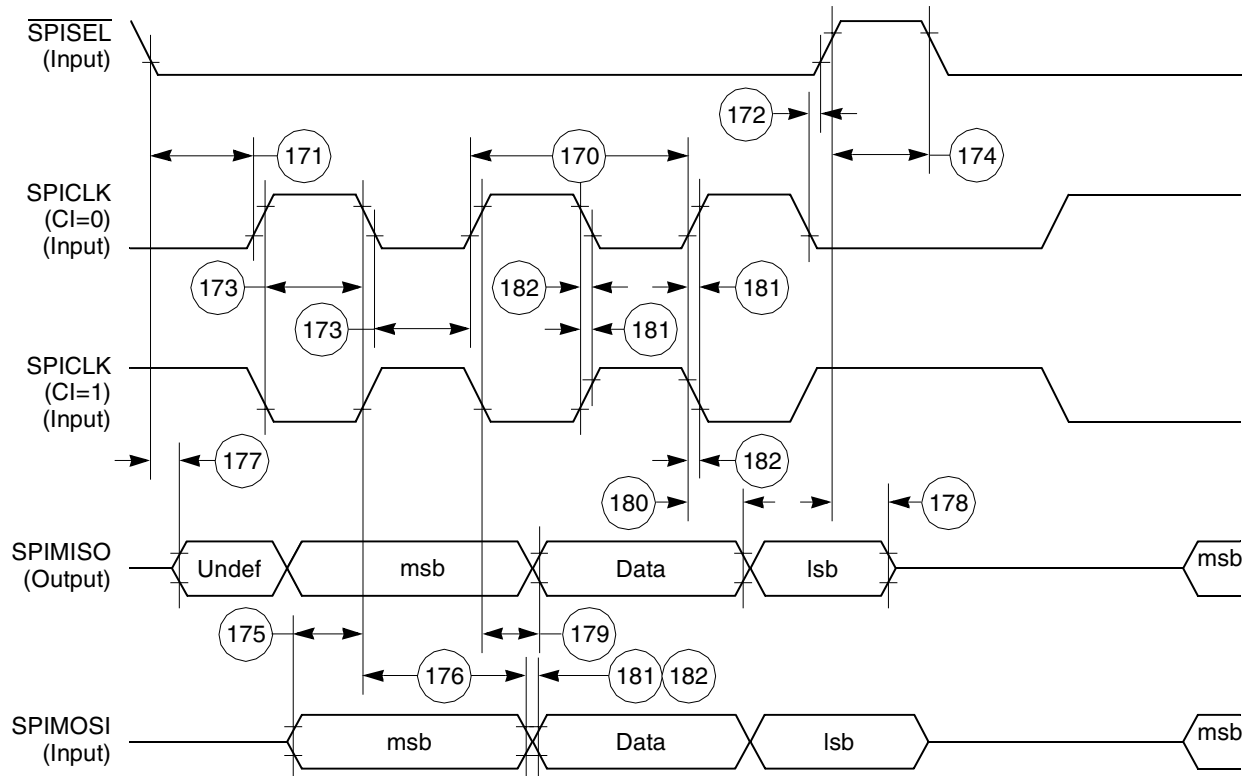 SPISEL
(Input)
172
171
170
174
SPICLK
(CI=0)
(Input)
173
182
181
173
181
SPICLK
(CI=1)
(Input)
177
182
180
178
SPIMISO
(Output)
Undef
msb
Data
lsb
msb
175
179
176
181
182
SPIMOSI
(Input)
msb
Data
lsb
msb